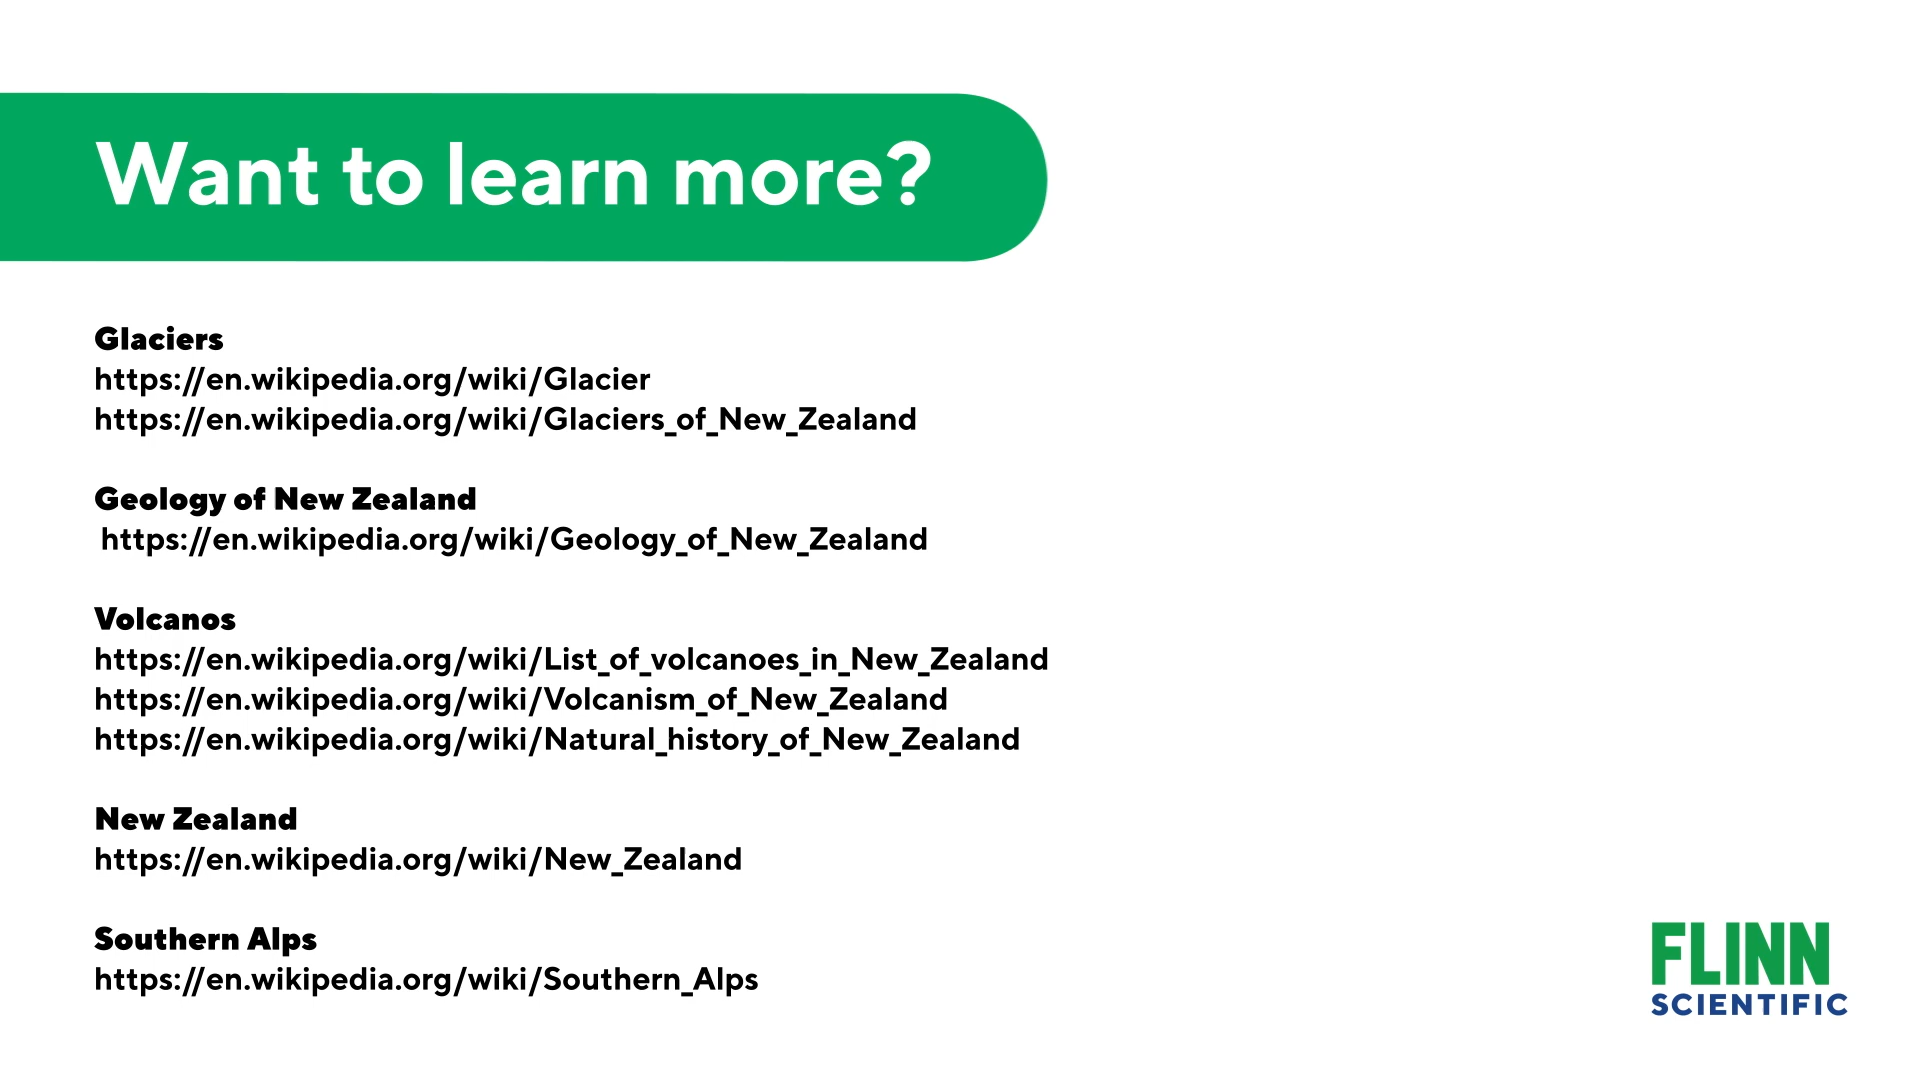 Want to learn more?
Glaciers
https://en.wikipedia.org/wiki/Glacier
https://en.wikipedia.org/wiki/Glaciers_of_New_Zealand
Geology of New Zealand
https://en.wikipedia.org/wiki/Geology_of_New_Zealand
Volcanos
https://en.wikipedia.org/wiki/List_of_volcanoes_in_New_Zealand
https://en.wikipedia.org/wiki/Volcanism_of_New_Zealand
https://en.wikipedia.org/wiki/Natural_history_of_New_Zealand
New Zealand
https://en.wikipedia.org/wiki/New_Zealand
Southern Alps
https://en.wikipedia.org/wiki/Southern_Alps
FLINN
SCIENTIFIC